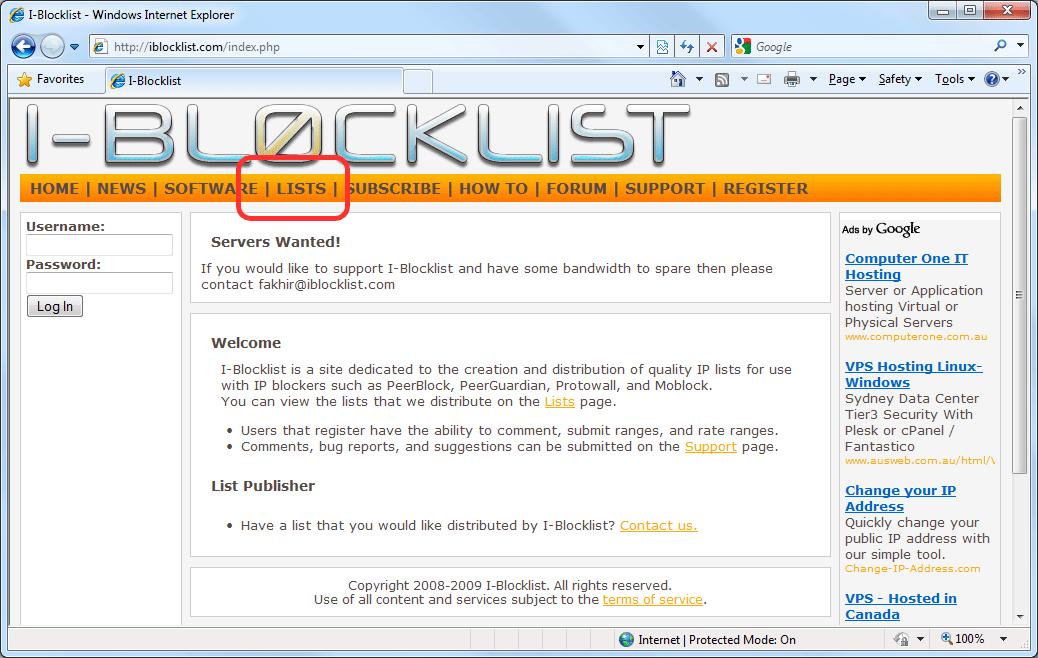 I-Blocklist - Windows Internet Explorer
http://iblocklist.com/index.php
Google
Favorites
I-Blocklist
Page
Safety
Tools
I-BLOCKLIST
HOME | NEWS | SOFTWARE | LISTS | SUBSCRIBE | HOW TO | FORUM | SUPPORT | REGISTER
Username:
Password:
Log In
Servers Wanted!
If you would like to support I-Blocklist and have some bandwidth to spare then please
contact fakhir@iblocklist.com
Welcome
I-Blocklist is a site dedicated to the creation and distribution of quality IP lists for use
with IP blockers such as PeerBlock, PeerGuardian, Protowall, and Moblock.
You can view the lists that we distribute on the Lists page.
• Users that register have the ability to comment, submit ranges, and rate ranges.
• Comments, bug reports, and suggestions can be submitted on the Support page.
List Publisher
• Have a list that you would like distributed by I-Blocklist? Contact us.
Copyright 2008-2009 I-Blocklist. All rights reserved.
Use of all content and services subject to the terms of service.
Ads by Google
Computer One IT
Hosting
Server or Application
hosting Virtual or
Physical Servers
www.computerone.com.au
VPS Hosting Linux-
Windows
Sydney Data Center
Tier3 Security With
Plesk or cPanel /
Fantastico
www.ausweb.com.au/html/V
Change your IP
Address
Quickly change your
public IP address with
our simple tool.
Change-IP-Address.com
VPS - Hosted in
Canada
Internet | Protected Mode: On
100%